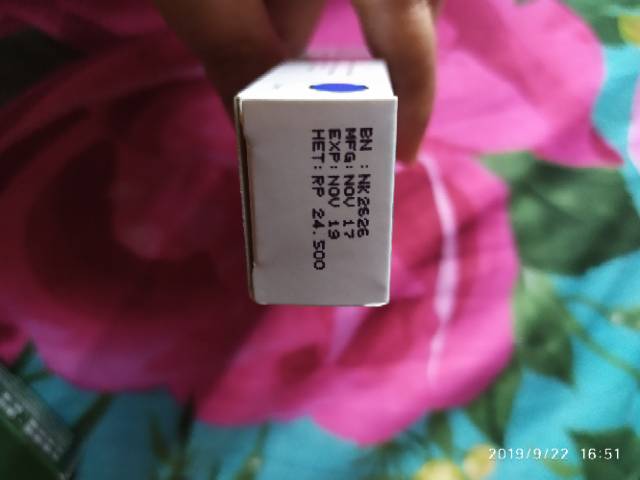 BN : NK2626
MFG: NOV 17
EXP: NOV 19
HET: RP 24.500
2019/9/22 16:51